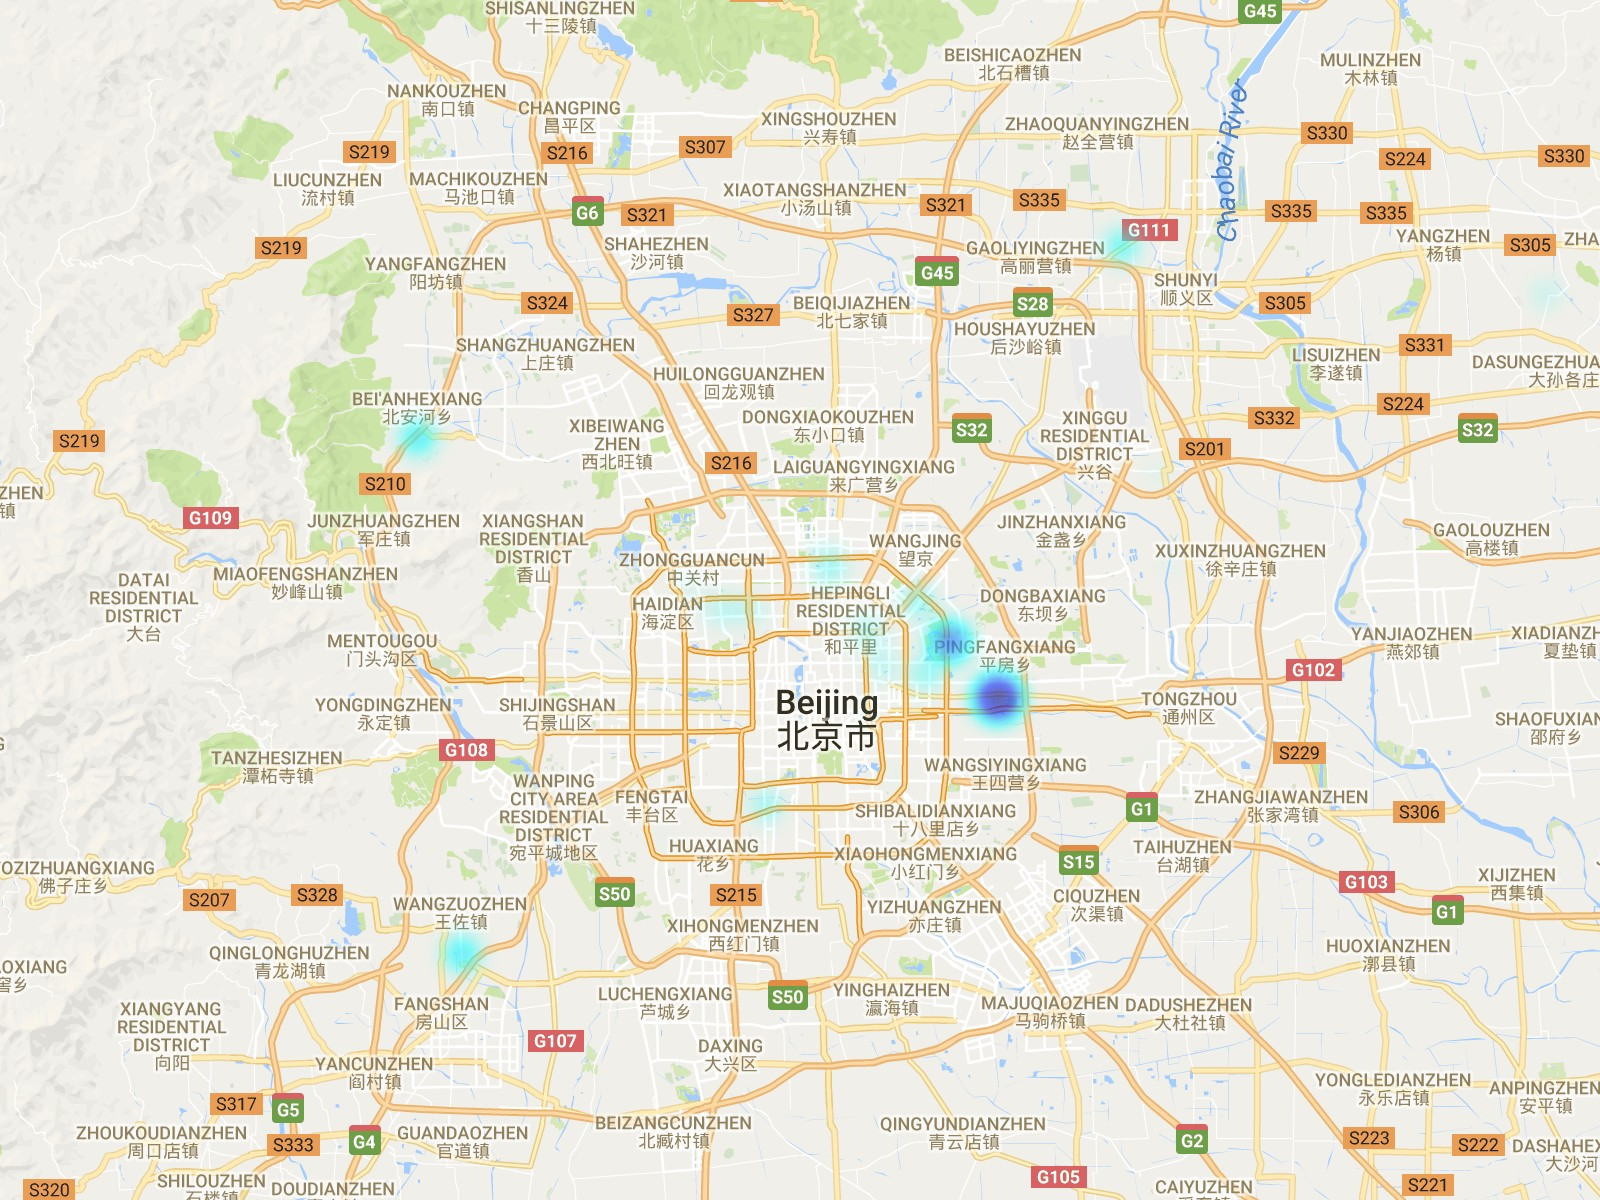 SHISANLINGZHEN
十三陵镇
G45
BEISHICAOZHEN
北石槽镇
MULINZHEN
木林镇
NANKOUZHEN
南口镇
CHANGPING
昌平区
XINGSHOUZHEN
兴寿镇
ZHAOQUANYINGZHEN
赵全营镇
Chaobai River
S330
S219
S216
S307
S224
S330
LIUCUNZHEN
流村镇
MACHIKOUZHEN
马池口镇
XIAOTANGSHANZHEN
小汤山镇
G6
S321
S321
S335
S335
S335
G111
S219
SHAHEZHEN
沙河镇
GAOLIYINGZHEN
高丽营镇
YANGZHEN
杨镇
S305
ZHA
YANGFANGZHEN
阳坊镇
G45
SHUNYI
顺义区
S324
S327
BEIQIJIAZHEN
北七家镇
S28
S305
HOUSHAYUZHEN
后沙峪镇
SHANGZHUANGZHEN
上庄镇
S331
LISUIZHEN
李遂镇
DASUNGEZHUA
大孙各庄
HUILONGGUANZHEN
回龙观镇
BEI'ANHEXIANG
北安河乡
DONGXIAOKOUZHEN
东小口镇
XIBEIWANG
ZHEN
西北旺镇
S32
XINGGU
RESIDENTIAL
DISTRICT
兴谷
S332
S224
S32
S219
S201
S216
LAIGUANGYINGXIANG
来广营乡
S210
ZHEN
镇
G109
JUNZHUANGZHEN
军庄镇
XIANGSHAN
RESIDENTIAL
DISTRICT
香山
JINZHANXIANG
金盏乡
GAOLOUZHEN
高楼镇
ZHONGGUANCUN
中关村
WANGJING
望京
XUXINZHUANGZHEN
徐辛庄镇
DATAI
RESIDENTIAL
DISTRICT
大台
MIAOFENGSHANZHEN
妙峰山镇
HAIDIAN
海淀区
HEPINGLI
RESIDENTIAL
DISTRICT
和平里
DONGBAXIANG
东坝乡
MENTOUGOU
门头沟区
PINGFANGXIANG
平房乡
YANJIAOZHEN
燕郊镇
XIADIANZH
夏垫镇
G102
YONGDINGZHEN
永定镇
SHIJINGSHAN
石景山区
Beijing
北京市
TONGZHOU
通州区
SHAOFUXIAN
邵府乡
G
G108
TANZHESIZHEN
潭柘寺镇
S229
WANPING
CITY AREA
RESIDENTIAL
DISTRICT
宛平城地区
FENGTAI
丰台区
WANGSIYINGXIANG
王四营乡
G1
ZHANGJIAWANZHEN
张家湾镇
S306
SHIBALIDIANXIANG
十八里店乡
HUAXIANG
花乡
XIAOHONGMENXIANG
小红门乡
S15
TAIHUZHEN
台湖镇
OZIZHUANGXIANG
佛子庄乡
S207
S328
S50
S215
G103
XIJIZHEN
西集镇
G1
WANGZUOZHEN
王佐镇
YIZHUANGZHEN
亦庄镇
CIQUZHEN
次渠镇
XIHONGMENZHEN
西红门镇
QINGLONGHUZHEN
青龙湖镇
HUOXIANZHEN
漷县镇
OXIANG
窖乡
S50
LUCHENGXIANG
芦城乡
YINGHAIZHEN
瀛海镇
FANGSHAN
房山区
MAJUQIAOZHEN
马驹桥镇
DADUSHEZHEN
大杜社镇
XIANGYANG
RESIDENTIAL
DISTRICT
向阳
G107
DAXING
大兴区
YANCUNZHEN
阎村镇
YONGLEDIANZHEN
永乐店镇
ANPINGZHEN
安平镇
S317
G5
BEIZANGCUNZHEN
北臧村镇
QINGYUNDIANZHEN
青云店镇
ZHOUKOUDIANZHEN
周口店镇
S333
G4
GUANDAOZHEN
官道镇
G2
S223
S222
DASHAHEX
大沙河
SHILOUZHEN
石楼镇
S320
DOUDIANZHEN
G105
CAIYUZHEN
S221